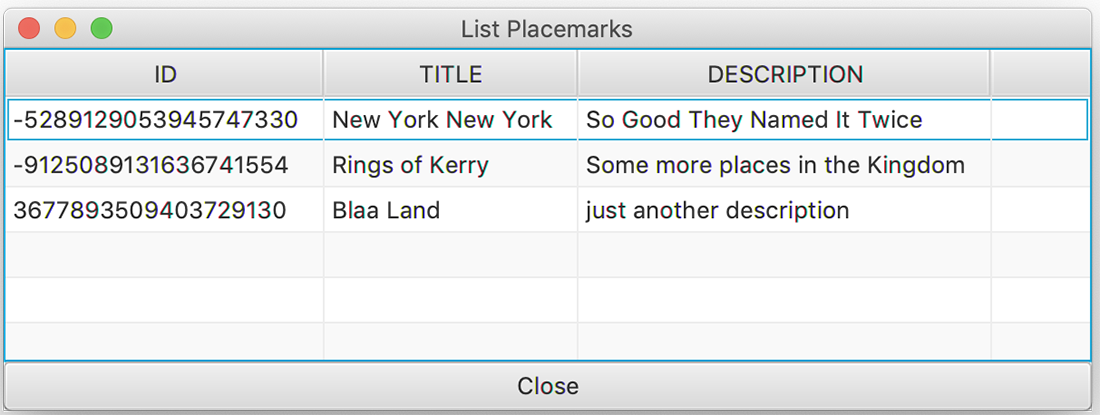 List Placemarks
ID TITLE DESCRIPTION
-5289129053945747330 New York New York So Good They Named It Twice
-9125089131636741554 Rings of Kerry Some more places in the Kingdom
3677893509403729130 Blaa Land just another description
Close